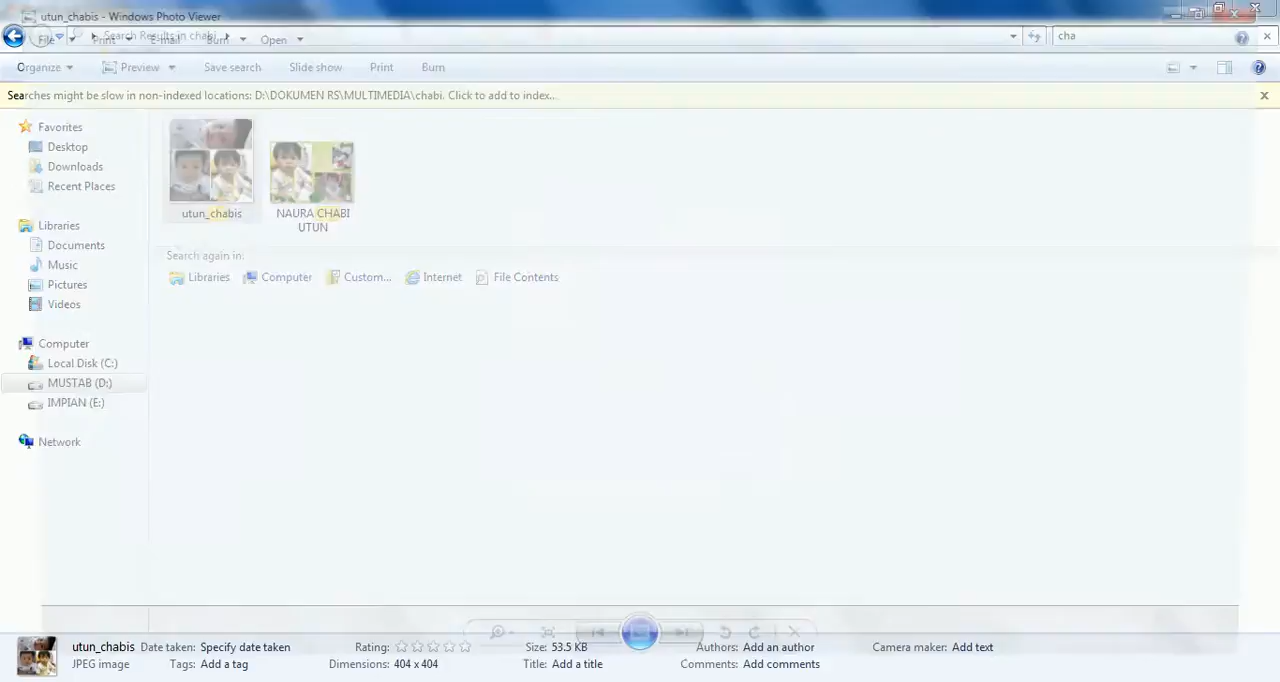 utun_chabis - Windows Photo Viewer
File Print E-mail Burn Open
Search Results in chabi
cha
Organize Preview Save search Slide show Print Burn
Searches might be slow in non-indexed locations: D:\DOKUMEN RS\MULTIMEDIA\chabi. Click to add to index...
Favorites
Desktop
Downloads
Recent Places
Libraries
Documents
Music
Pictures
Videos
Computer
Local Disk (C:)
MUSTAB (D:)
IMPIAN (E:)
Network
utun_chabis
NAURA CHABI
UTUN
Search again in:
Libraries Computer Custom... Internet File Contents
utun_chabis Date taken: Specify date taken Rating: Size: 53.5 KB Authors: Add an author Camera maker: Add text
JPEG image Tags: Add a tag Dimensions: 404 x 404 Title: Add a title Comments: Add comments